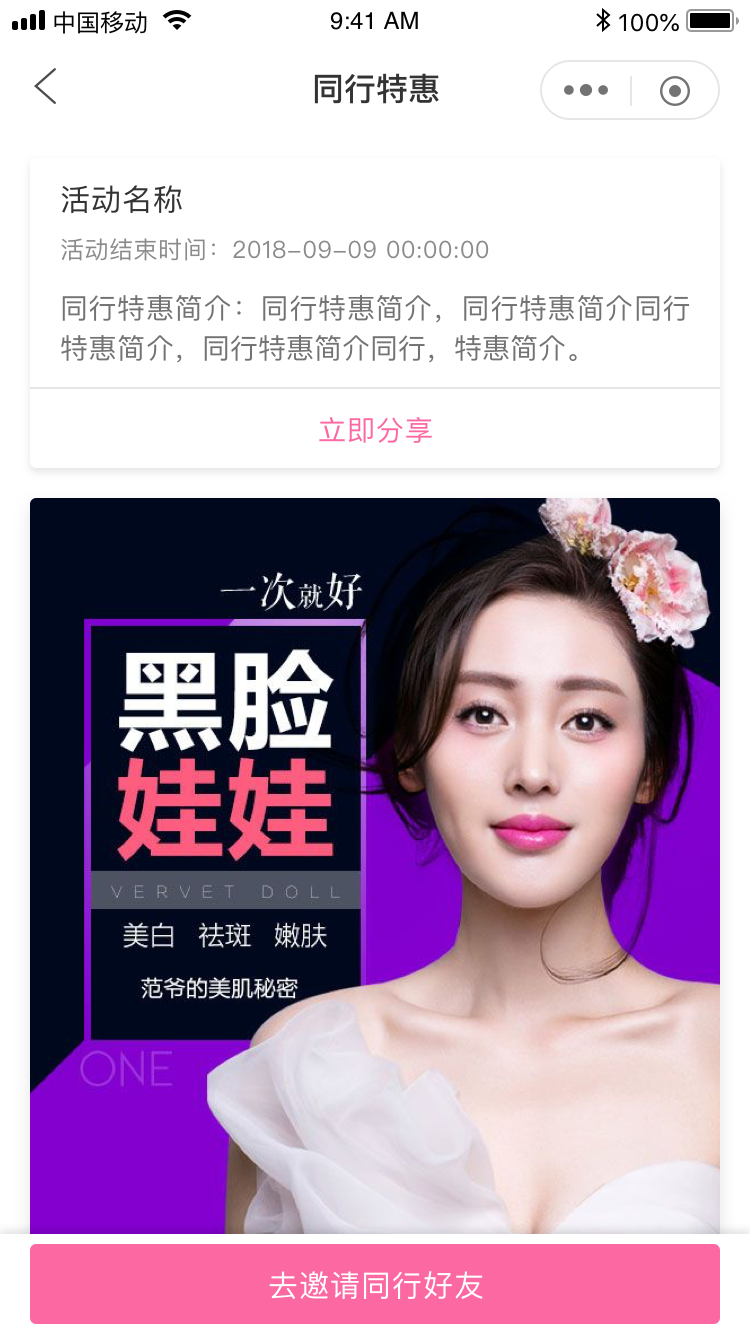 中国移动
9:41 AM
100%
同行特惠
活动名称
活动结束时间：2018-09-09 00:00:00
同行特惠简介：同行特惠简介，同行特惠简介同行
特惠简介，同行特惠简介同行，特惠简介。
立即分享
一次就好
黑脸
娃娃
VERVET DOLL
美白 祛斑 嫩肤
范爷的美肌秘密
ONE
去邀请同行好友